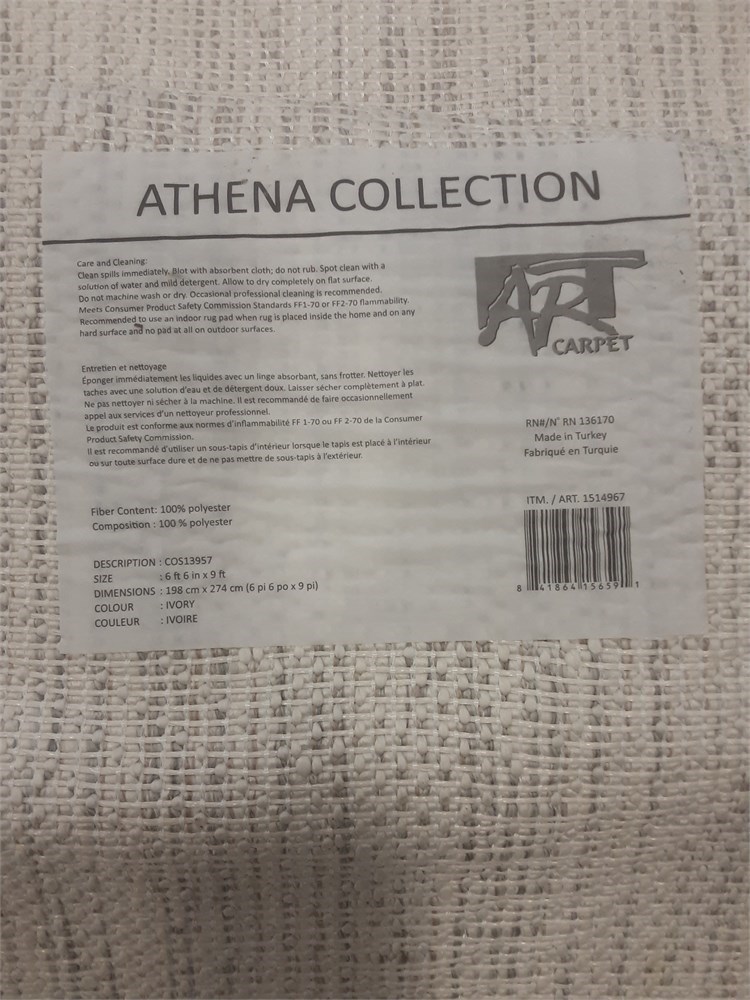 ATHENA COLLECTION
Care and Cleaning:
Clean spills immediately. Blot with absorbent cloth; do not rub. Spot clean with a
solution of water and mild detergent. Allow to dry completely on flat surface.
Do not machine wash or dry. Occasional professional cleaning is recommended.
Meets Consumer Product Safety Commission Standards FF1-70 or FF2-70 flammability.
Recommended to use an indoor rug pad when rug is placed inside the home and on any
hard surface and no pad at all on outdoor surfaces.
ART
CARPET
Entretien et nettoyage
Éponger immédiatement les liquides avec un linge absorbant, sans frotter. Nettoyer les
taches avec une solution d'eau et de détergent doux. Laisser sécher complètement à plat.
Ne pas nettoyer ni sécher à la machine. Il est recommandé de faire occasionnellement
appel aux services d'un nettoyeur professionnel.
Le produit est conforme aux normes d'inflammabilité FF 1-70 ou FF 2-70 de la Consumer
Product Safety Commission.
Il est recommandé d'utiliser un sous-tapis d'intérieur lorsque le tapis est placé à l'intérieur
ou sur toute surface dure et de ne pas mettre de sous-tapis à l'extérieur.
RN#/N° RN 136170
Made in Turkey
Fabriqué en Turquie
Fiber Content: 100% polyester
Composition : 100 % polyester
ITM. / ART. 1514967
8 41864 15659 1
DESCRIPTION : COS13957
SIZE : 6 ft 6 in x 9 ft
DIMENSIONS : 198 cm x 274 cm (6 pi 6 po x 9 pi)
COLOUR : IVORY
COULEUR : IVOIRE